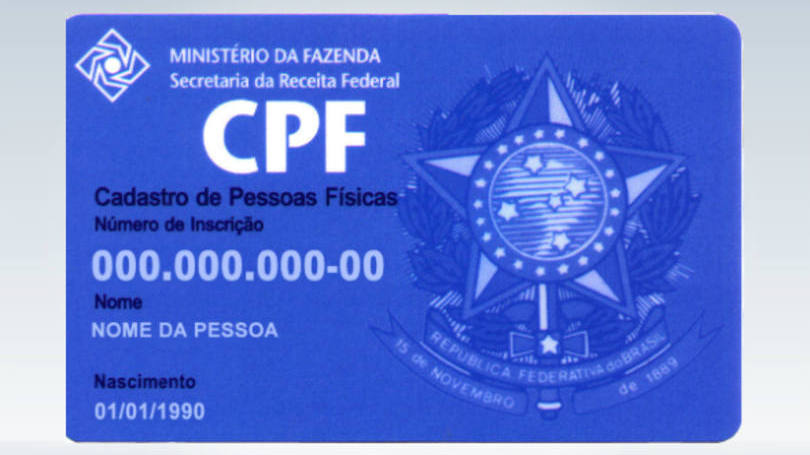 MINISTÉRIO DA FAZENDA
Secretaria da Receita Federal
CPF
Cadastro de Pessoas Físicas
Número de Inscrição
000.000.000-00
Nome
NOME DA PESSOA
Nascimento
01/01/1990
REPUBLICA FEDERATIVA do BRASIL
15 de NOVEMBRO
de 1889